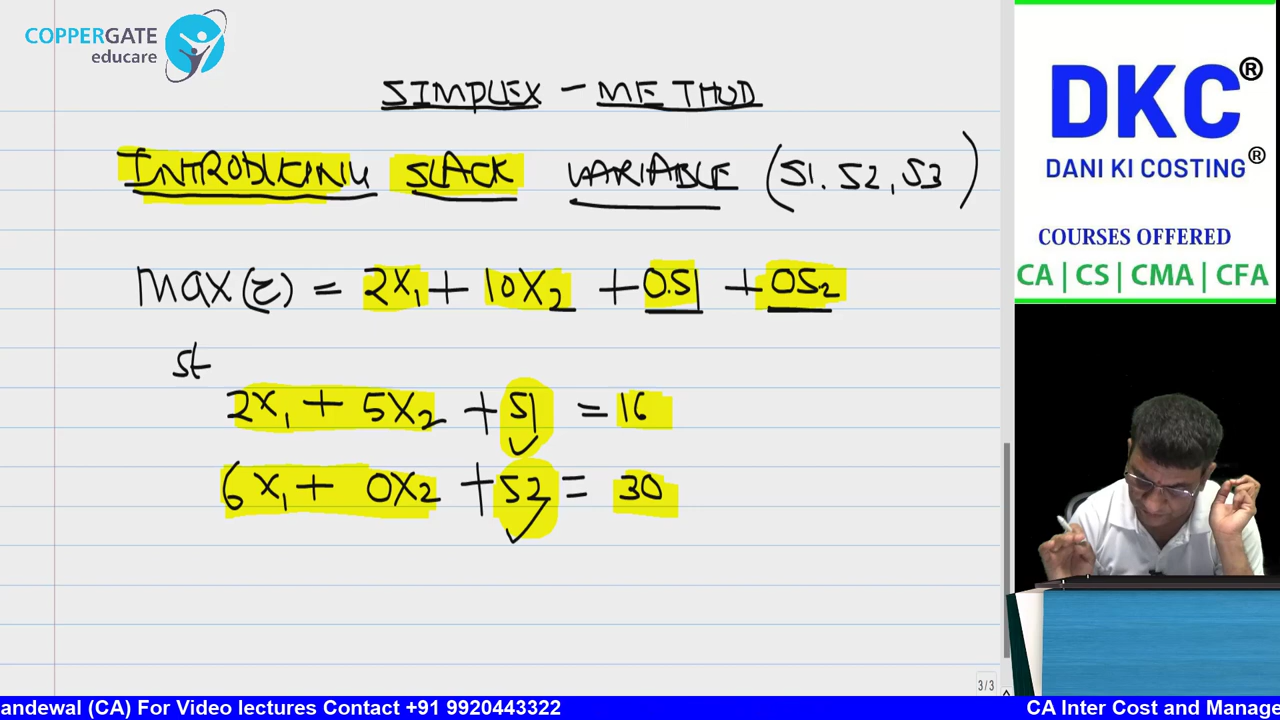 COPPERGATE
educare
SIMPLEX - METHOD
INTRODUCING SLACK VARIABLE (S1. S2, S3)
Max(z) = 2x₁ + 10x₂ + 0.S1 + 0S₂
st
2x₁ + 5x₂ + S1 = 16
6x₁ + 0x₂ + S2 = 30
3/3
DKC®
DANI KI COSTING®
COURSES OFFERED
CA | CS | CMA | CFA
andewal (CA) For Video lectures Contact +91 9920443322
CA Inter Cost and Manage